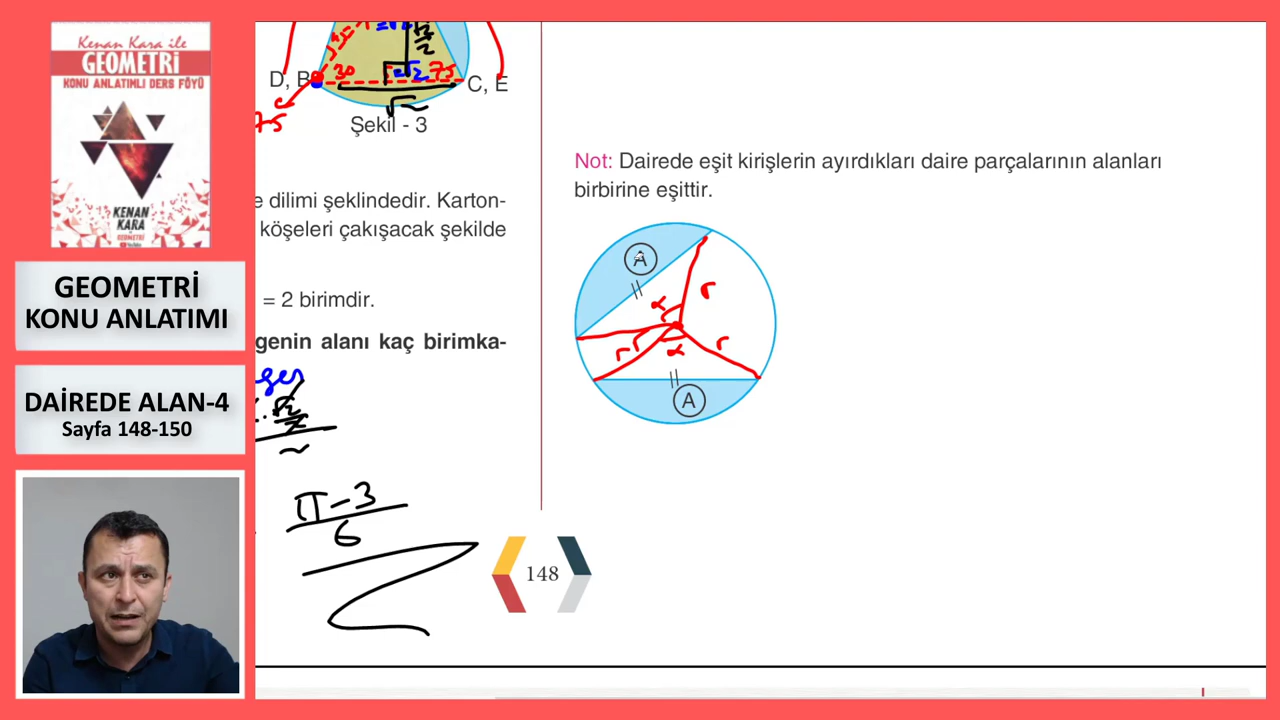 Kenan Kara ile
GEOMETRİ
KONU ANLATIMLI DERS FÖYÜ
KENAN
KARA
GEOMETRİ
KONU ANLATIMI
DAİREDE ALAN-4
Sayfa 148-150
D, B
30
75
C, E
75
Şekil - 3
e dilimi şeklindedir. Karton-
köşeleri çakışacak şekilde
= 2 birimdir.
genin alanı kaç birimka-
π-3
6
148
Not: Dairede eşit kirişlerin ayırdıkları daire parçalarının alanları
birbirine eşittir.
A
r
α
r
r
α
r
A